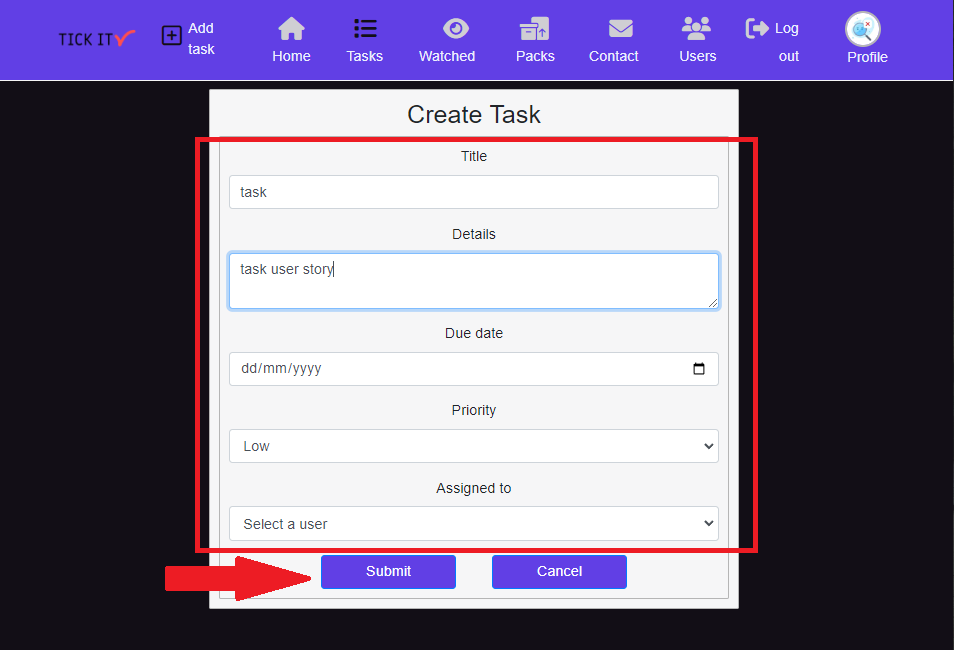 TICK IT
Add
task
Home
Tasks
Watched
Packs
Contact
Users
Log
out
Profile
Create Task
Title
task
Details
task user story
Due date
dd/mm/yyyy
Priority
Low
Assigned to
Select a user
Submit
Cancel